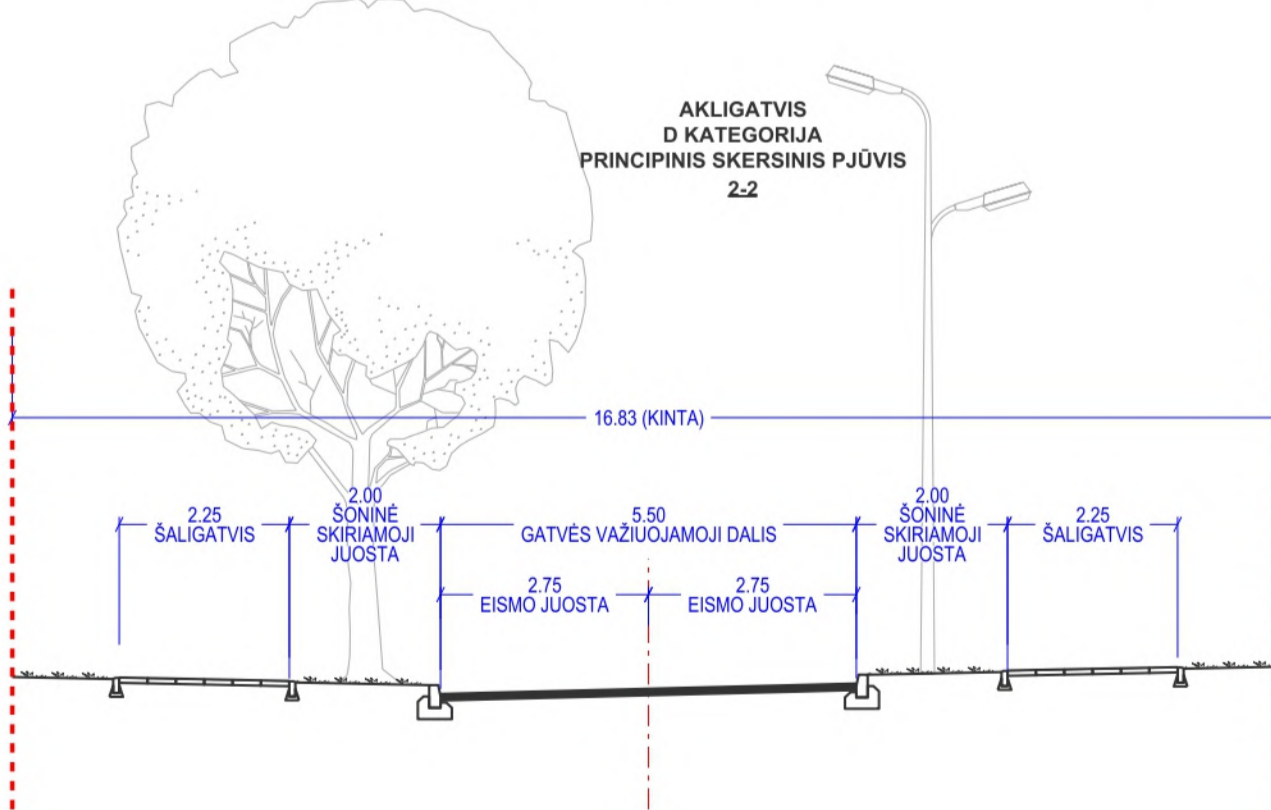 AKLIGATVIS
D KATEGORIJA
PRINCIPINIS SKERSINIS PJŪVIS
2-2
16.83 (KINTA)
2.25
ŠALIGATVIS
2.00
ŠONINĖ
SKIRIAMOJI
JUOSTA
5.50
GATVĖS VAŽIUOJAMOJI DALIS
2.00
ŠONINĖ
SKIRIAMOJI
JUOSTA
2.25
ŠALIGATVIS
2.75
EISMO JUOSTA
2.75
EISMO JUOSTA